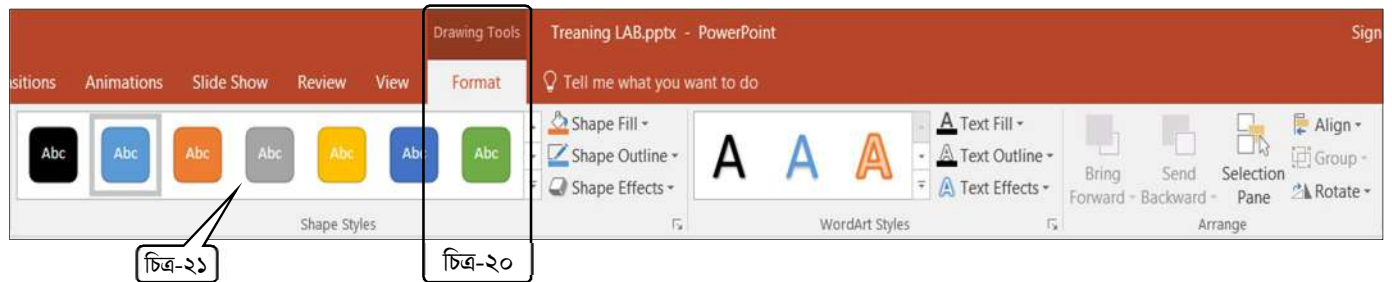 Drawing Tools Treaning LAB.pptx - PowerPoint Sign
sitions Animations Slide Show Review View Format Tell me what you want to do
Abc Abc Abc Abc Abc Abc Abc
Shape Fill
Shape Outline
Shape Effects
Shape Styles
A A A
A Text Fill
A Text Outline
A Text Effects
WordArt Styles
Bring Forward
Send Backward
Selection Pane
Align
Group
Rotate
Arrange
চিত্র-২১ চিত্র-২০